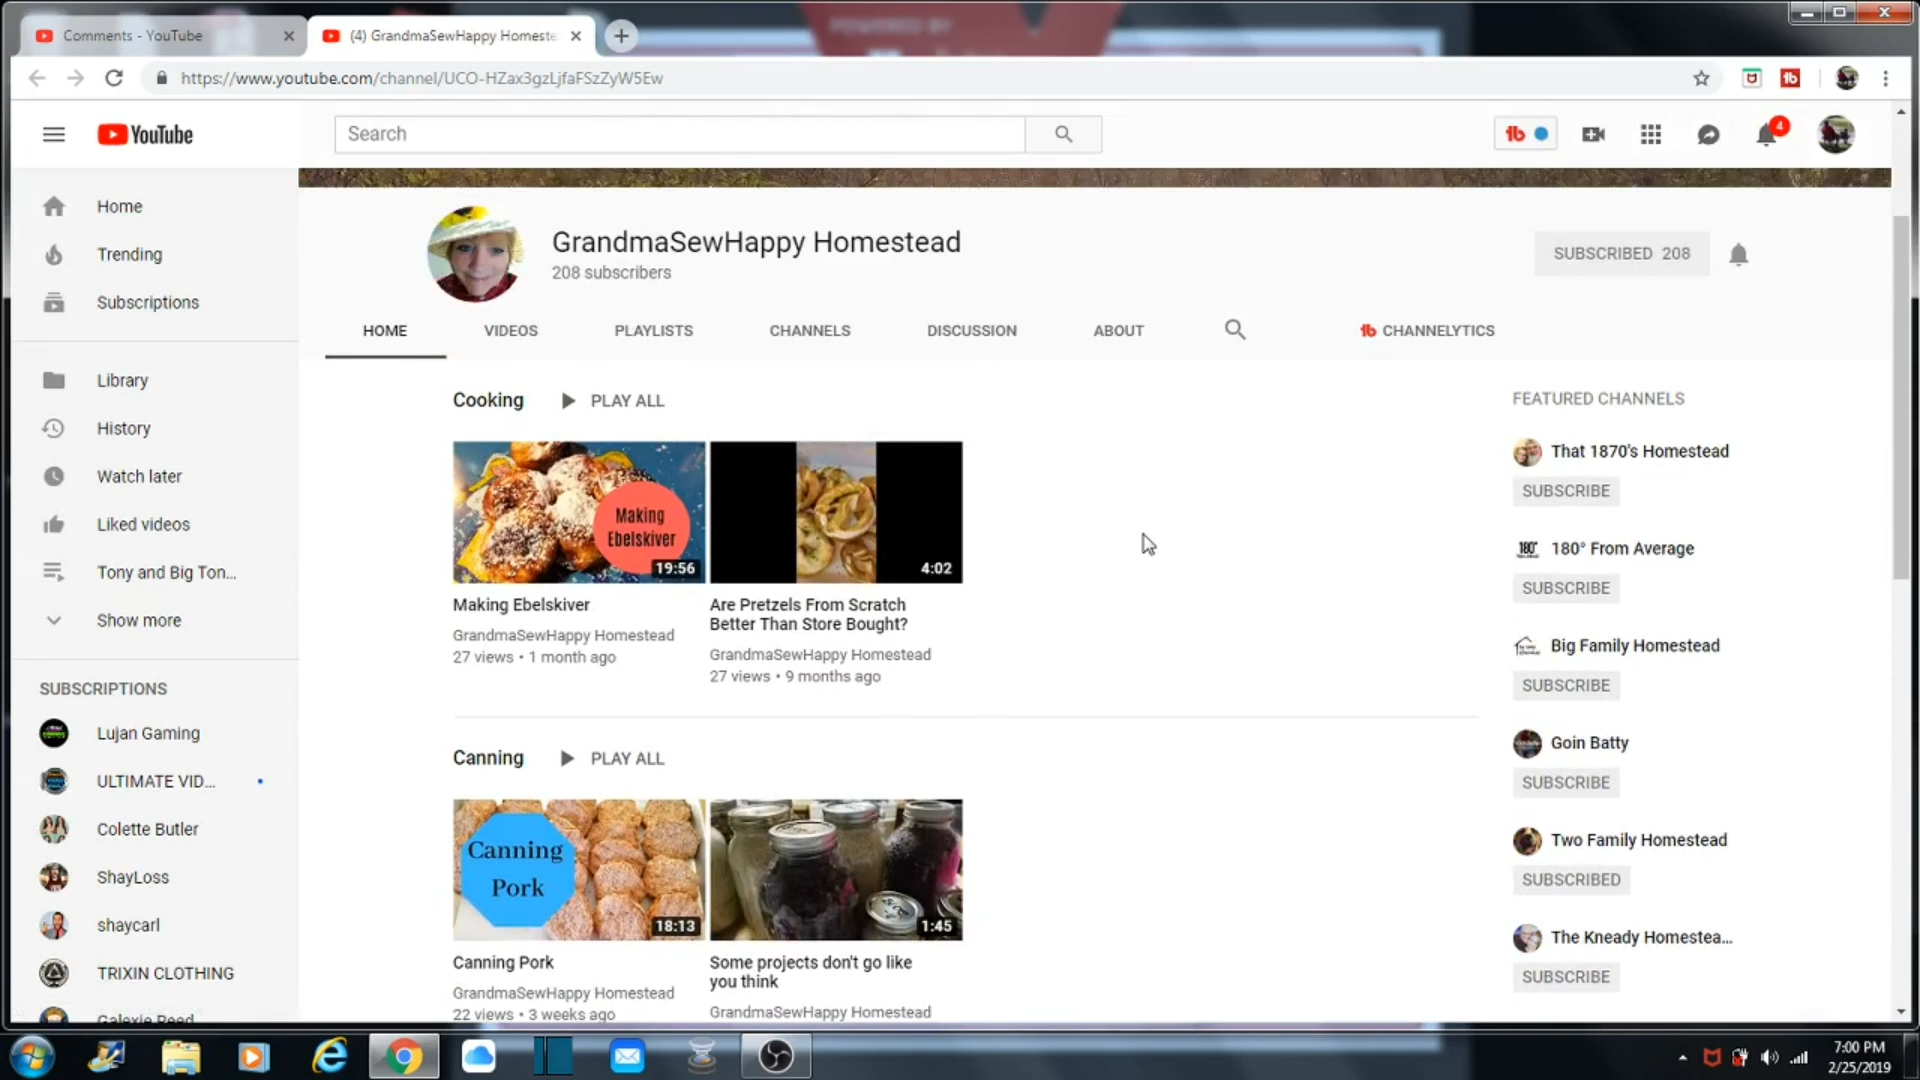 POWERED BY
Comments - YouTube
(4) GrandmaSewHappy Homeste
https://www.youtube.com/channel/UCO-HZax3gzLjfaFSzZyW5Ew
YouTube
Search
4
Home
Trending
Subscriptions
Library
History
Watch later
Liked videos
Tony and Big Ton...
Show more
SUBSCRIPTIONS
Lujan Gaming
ULTIMATE VID...
Colette Butler
ShayLoss
shaycarl
TRIXIN CLOTHING
Galexie Reed
GrandmaSewHappy Homestead
208 subscribers
SUBSCRIBED 208
HOME
VIDEOS
PLAYLISTS
CHANNELS
DISCUSSION
ABOUT
CHANNELYTICS
Cooking
PLAY ALL
Making
Ebelskiver
19:56
4:02
Making Ebelskiver
GrandmaSewHappy Homestead
27 views • 1 month ago
Are Pretzels From Scratch
Better Than Store Bought?
GrandmaSewHappy Homestead
27 views • 9 months ago
Canning
PLAY ALL
Canning
Pork
18:13
1:45
Canning Pork
GrandmaSewHappy Homestead
22 views • 3 weeks ago
Some projects don't go like
you think
GrandmaSewHappy Homestead
FEATURED CHANNELS
That 1870's Homestead
SUBSCRIBE
180° From Average
SUBSCRIBE
Big Family Homestead
SUBSCRIBE
Goin Batty
SUBSCRIBE
Two Family Homestead
SUBSCRIBED
The Kneady Homestea...
SUBSCRIBE
7:00 PM
2/25/2019